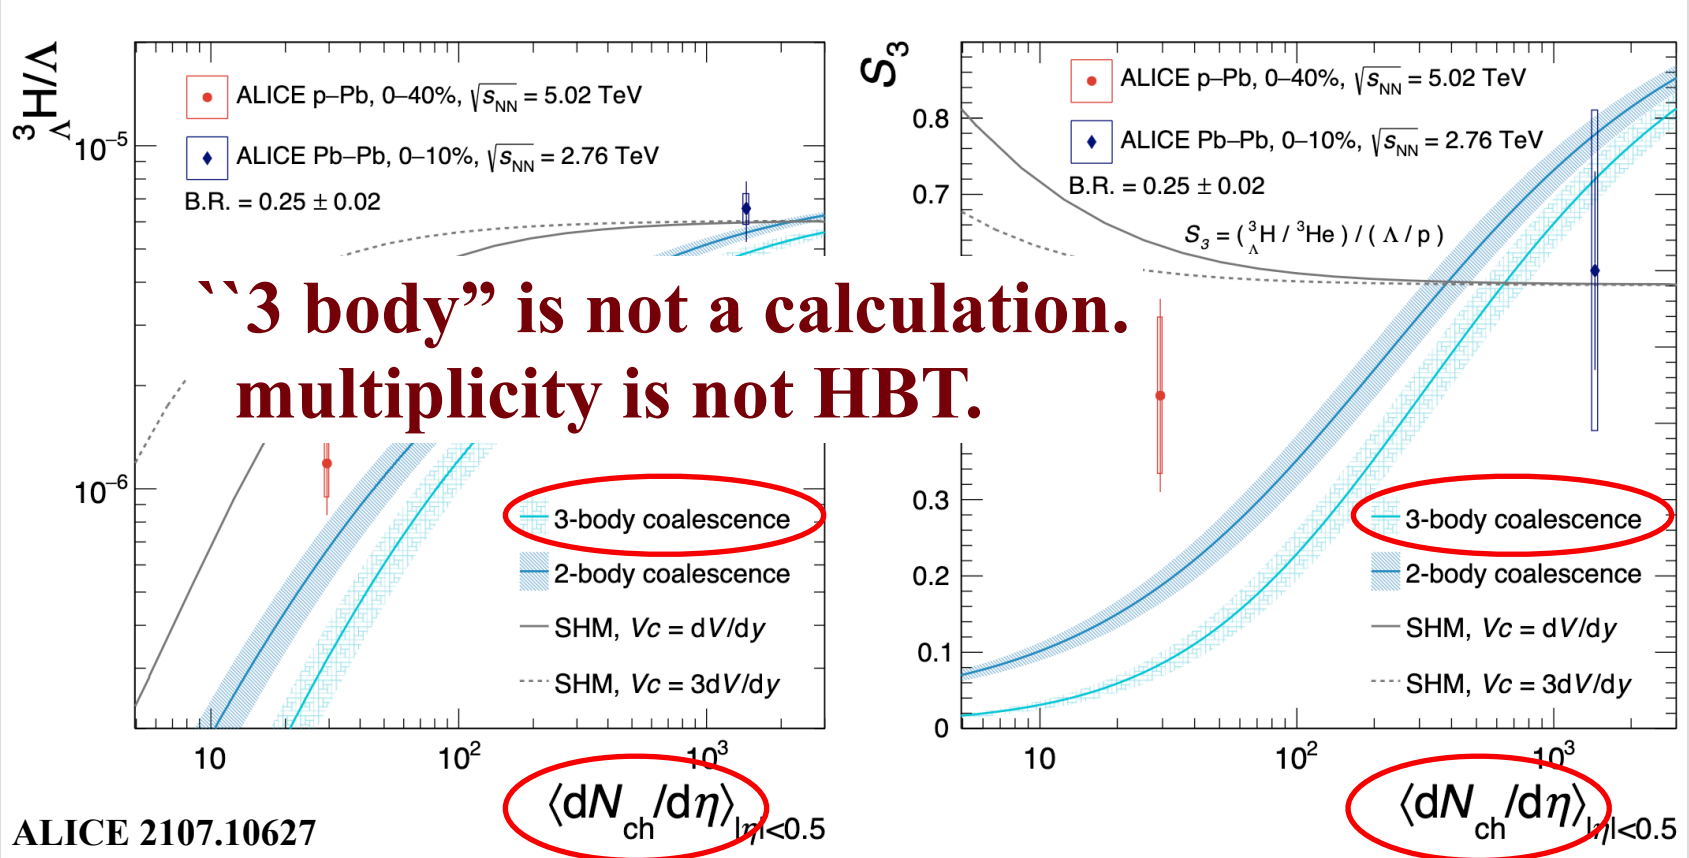 ³ΛH/Λ
10⁻⁵
10⁻⁶
ALICE p–Pb, 0–40%, √sNN = 5.02 TeV
ALICE Pb–Pb, 0–10%, √sNN = 2.76 TeV
B.R. = 0.25 ± 0.02
3-body coalescence
2-body coalescence
SHM, Vc = dV/dy
SHM, Vc = 3dV/dy
10 10² 10³
⟨dNch/dη⟩|η|<0.5
S₃
0.8
0.7
0.3
0.2
0.1
0
ALICE p–Pb, 0–40%, √sNN = 5.02 TeV
ALICE Pb–Pb, 0–10%, √sNN = 2.76 TeV
B.R. = 0.25 ± 0.02
S₃ = (³ΛH / ³He) / (Λ / p)
3-body coalescence
2-body coalescence
SHM, Vc = dV/dy
SHM, Vc = 3dV/dy
10 10² 10³
⟨dNch/dη⟩|η|<0.5
``3 body” is not a calculation.
multiplicity is not HBT.
ALICE 2107.10627